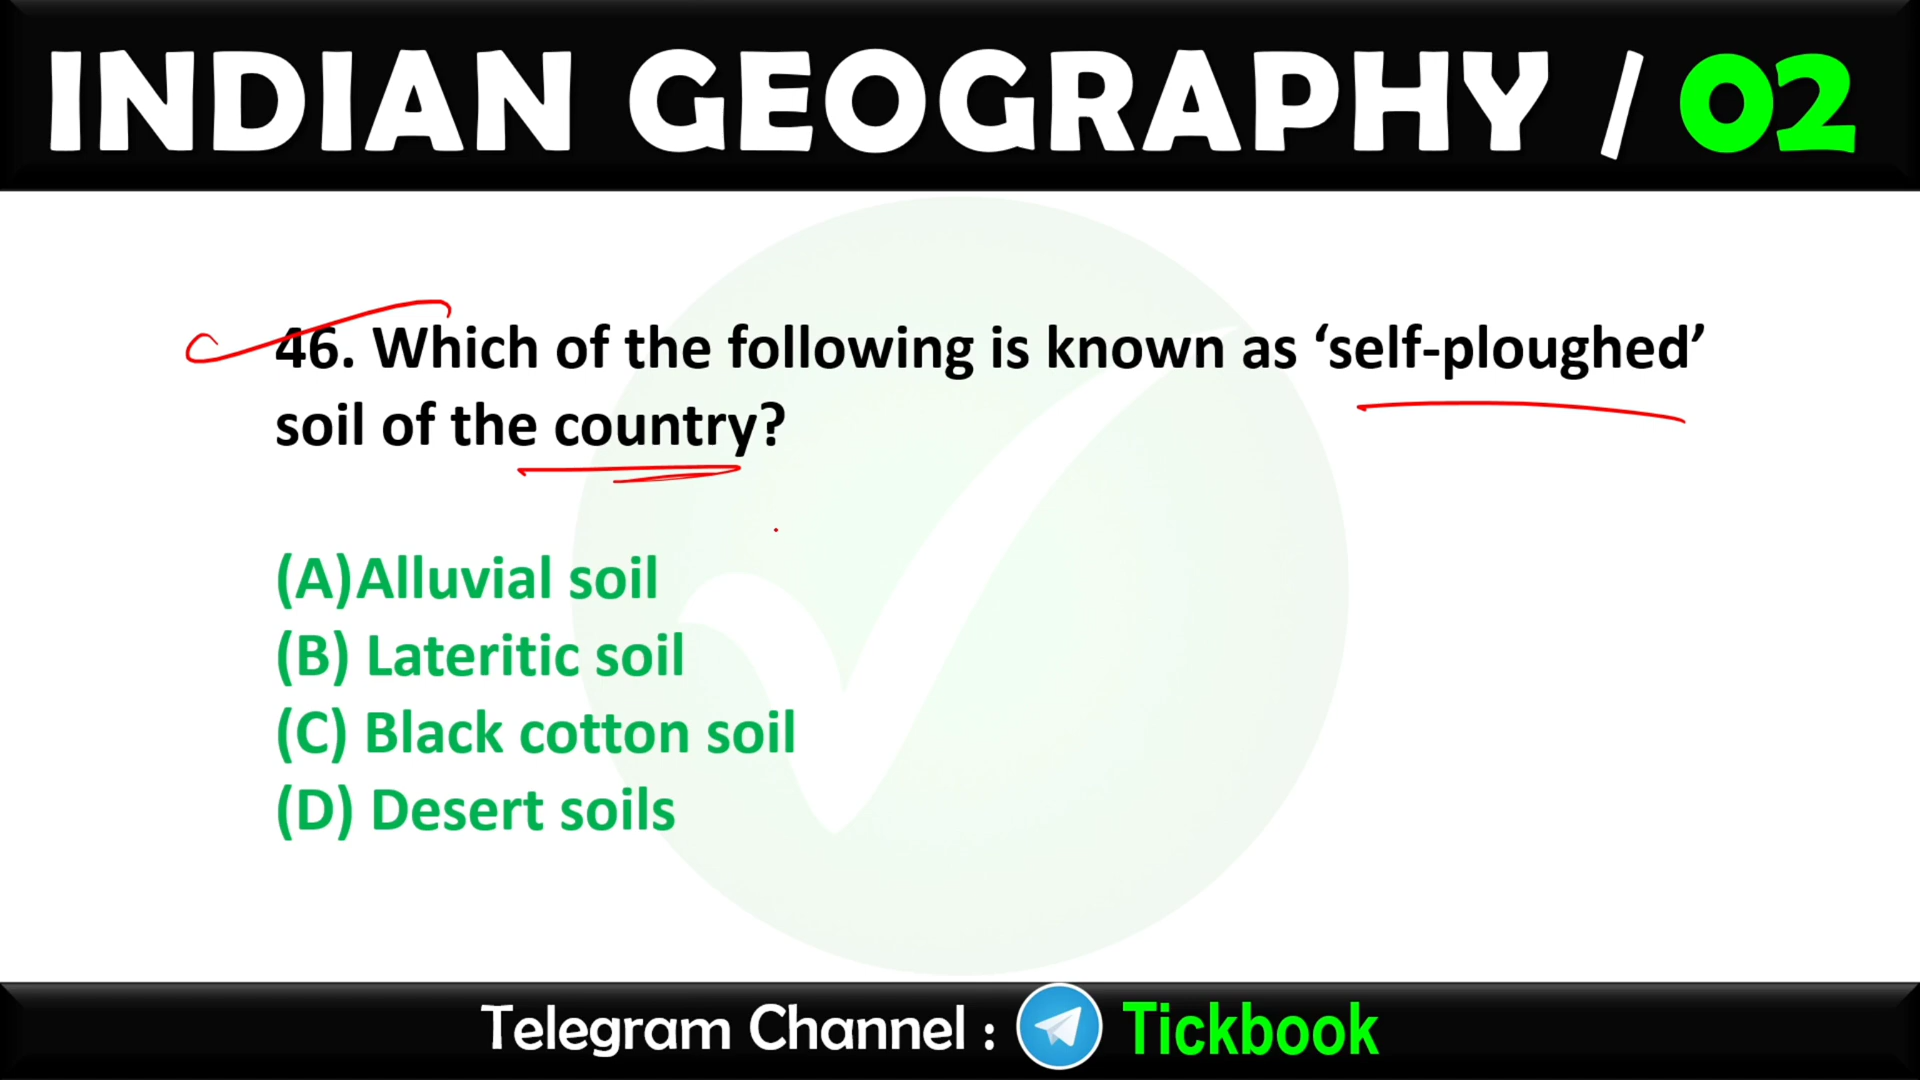 INDIAN GEOGRAPHY / 02
46. Which of the following is known as ‘self-ploughed’
soil of the country?
(A)Alluvial soil
(B) Lateritic soil
(C) Black cotton soil
(D) Desert soils
Telegram Channel : Tickbook